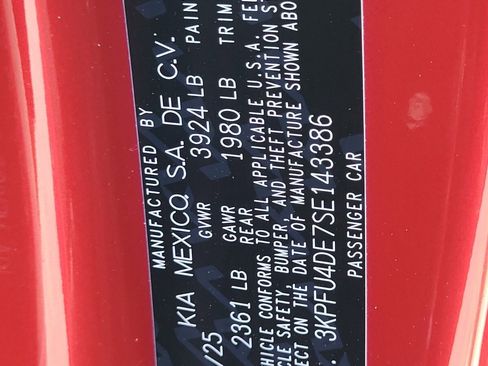 MANUFACTURED BY
KIA MEXICO, S.A. DE C.V.
/25 GVWR 3924 LB PAIN
2361 LB GAWR REAR 1980 LB TRIM
HICLE CONFORMS TO ALL APPLICABLE U.S.A. FE
CLE SAFETY, BUMPER, AND THEFT PREVENTION S
ECT ON THE DATE OF MANUFACTURE SHOWN ABO
. 3KPFU4DE7SE143386
PASSENGER CAR